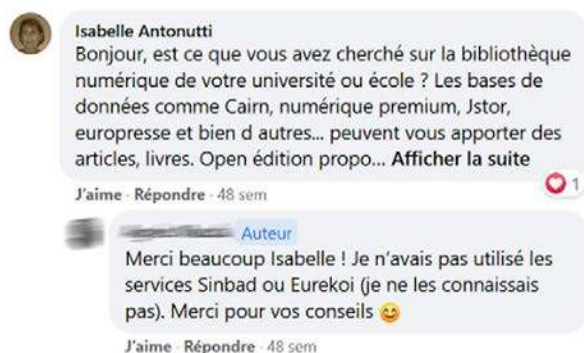 Isabelle Antonutti
Bonjour, est ce que vous avez cherché sur la bibliothèque
numérique de votre université ou école ? Les bases de
données comme Cairn, numérique premium, Jstor,
europresse et bien d autres... peuvent vous apporter des
articles, livres. Open édition propo... Afficher la suite
1
J'aime · Répondre · 48 sem
Auteur
Merci beaucoup Isabelle ! Je n'avais pas utilisé les
services Sinbad ou Eurekoi (je ne les connaissais
pas). Merci pour vos conseils 😊
J'aime · Répondre · 48 sem